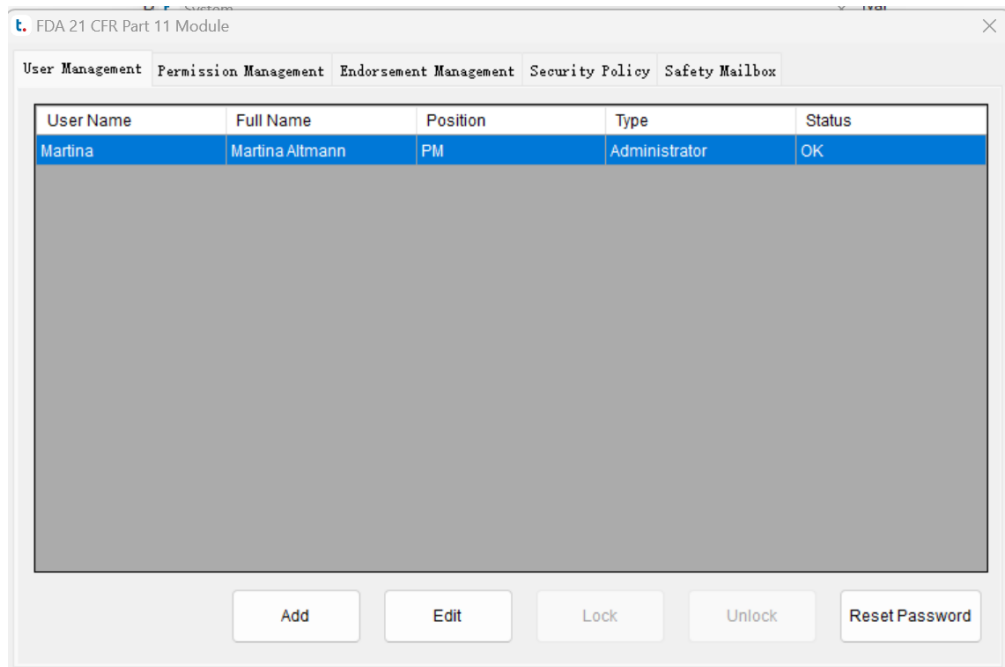 System
t. FDA 21 CFR Part 11 Module
User Management Permission Management Endorsement Management Security Policy Safety Mailbox
User Name Full Name Position Type Status
Martina Martina Altmann PM Administrator OK
Add Edit Lock Unlock Reset Password